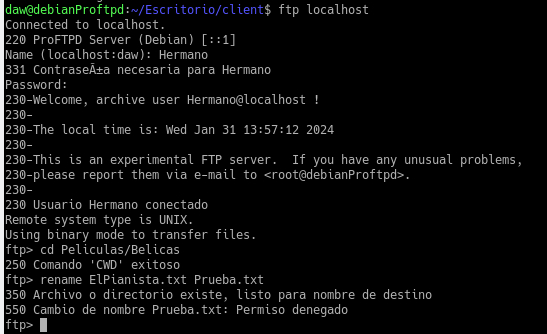 daw@debianProftpd:~/Escritorio/client$ ftp localhost
Connected to localhost.
220 ProFTPD Server (Debian) [::1]
Name (localhost:daw): Hermano
331 ContraseÃ±a necesaria para Hermano
Password:
230-Welcome, archive user Hermano@localhost !
230-
230-The local time is: Wed Jan 31 13:57:12 2024
230-
230-This is an experimental FTP server.  If you have any unusual problems,
230-please report them via e-mail to <root@debianProftpd>.
230-
230 Usuario Hermano conectado
Remote system type is UNIX.
Using binary mode to transfer files.
ftp> cd Peliculas/Belicas
250 Comando 'CWD' exitoso
ftp> rename ElPianista.txt Prueba.txt
350 Archivo o directorio existe, listo para nombre de destino
550 Cambio de nombre Prueba.txt: Permiso denegado
ftp>